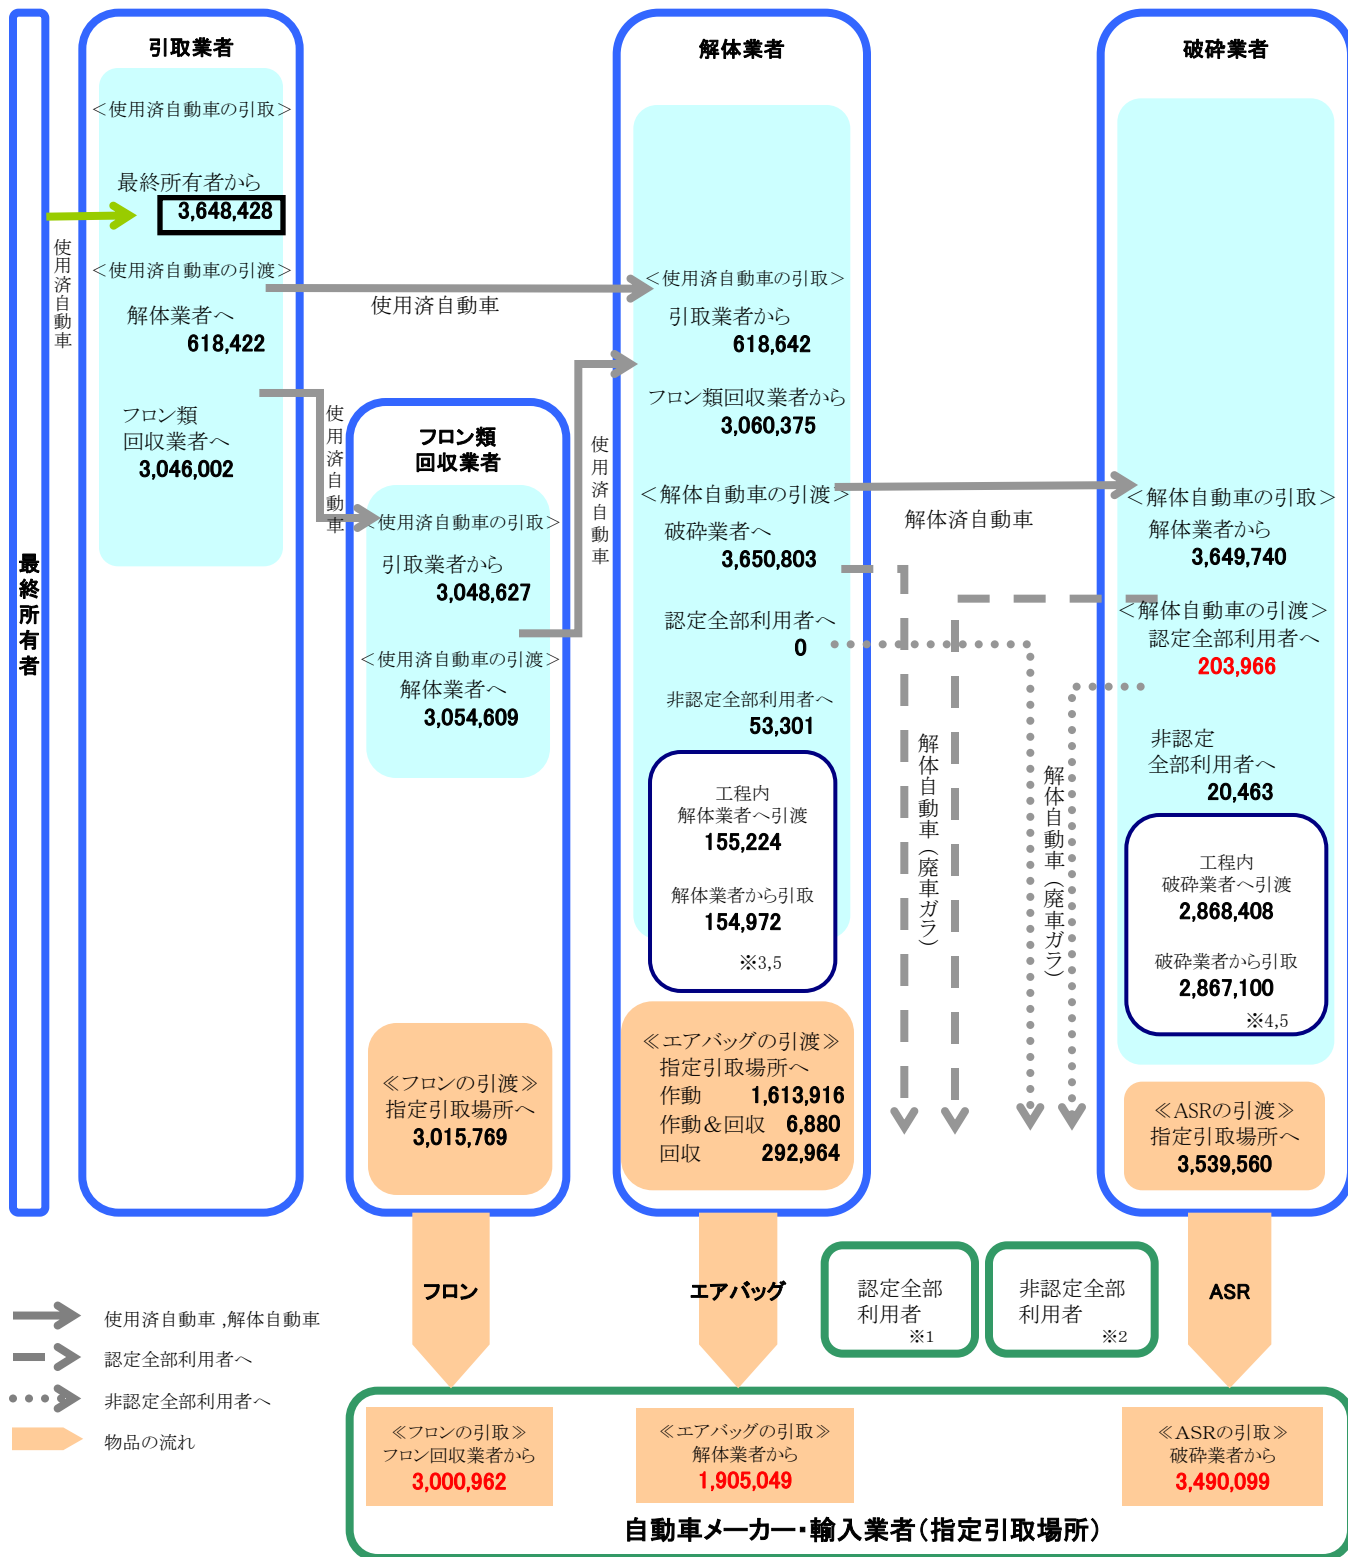 最終所有者
使用済自動車
引取業者
＜使用済自動車の引取＞
最終所有者から
3,648,428
＜使用済自動車の引渡＞
解体業者へ
618,422
フロン類
回収業者へ
3,046,002
使用済自動車
使用済自動車
フロン類
回収業者
＜使用済自動車の引取＞
引取業者から
3,048,627
＜使用済自動車の引渡＞
解体業者へ
3,054,609
≪フロンの引渡≫
指定引取場所へ
3,015,769
使用済自動車
解体業者
＜使用済自動車の引取＞
引取業者から
618,642
フロン類回収業者から
3,060,375
＜解体自動車の引渡＞
破砕業者へ
3,650,803
認定全部利用者へ
0
非認定全部利用者へ
53,301
工程内
解体業者へ引渡
155,224
解体業者から引取
154,972
※3,5
≪エアバッグの引渡≫
指定引取場所へ
作動 1,613,916
作動＆回収 6,880
回収 292,964
解体済自動車
解体自動車（廃車ガラ）
解体自動車（廃車ガラ）
破砕業者
＜解体自動車の引取＞
解体業者から
3,649,740
＜解体自動車の引渡＞
認定全部利用者へ
203,966
非認定
全部利用者へ
20,463
工程内
破砕業者へ引渡
2,868,408
破砕業者から引取
2,867,100
※4,5
≪ASRの引渡≫
指定引取場所へ
3,539,560
フロン
エアバッグ
認定全部
利用者
※1
非認定全部
利用者
※2
ASR
使用済自動車 ,解体自動車
認定全部利用者へ
非認定全部利用者へ
物品の流れ
≪フロンの引取≫
フロン回収業者から
3,000,962
≪エアバッグの引取≫
解体業者から
1,905,049
≪ASRの引取≫
破砕業者から
3,490,099
自動車メーカー・輸入業者（指定引取場所）